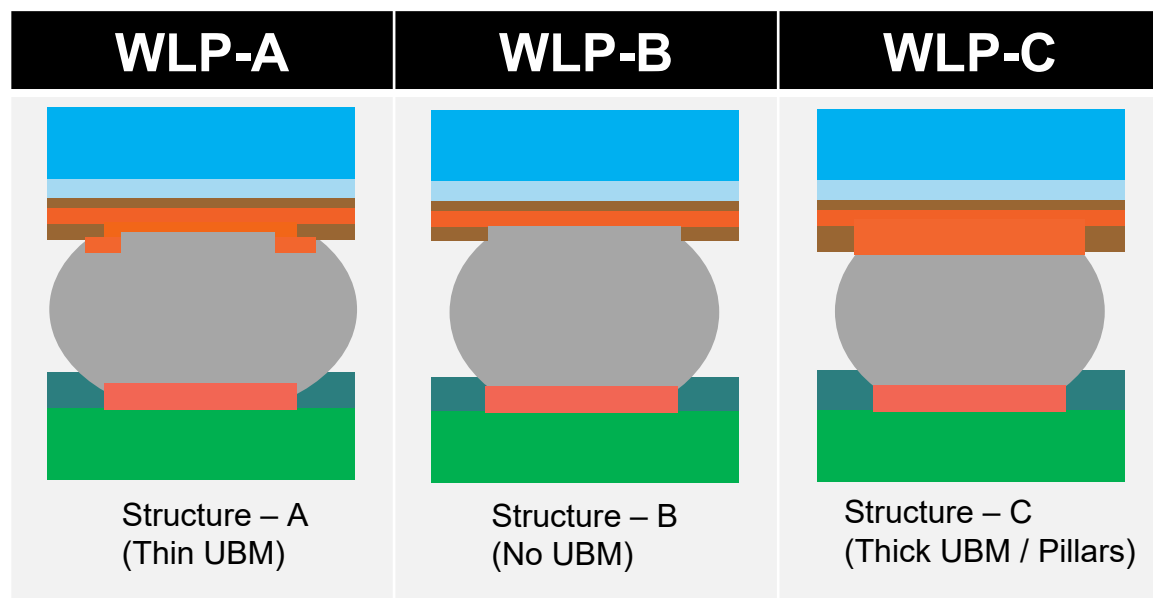 WLP-A
WLP-B
WLP-C
Structure – A
(Thin UBM)
Structure – B
(No UBM)
Structure – C
(Thick UBM / Pillars)